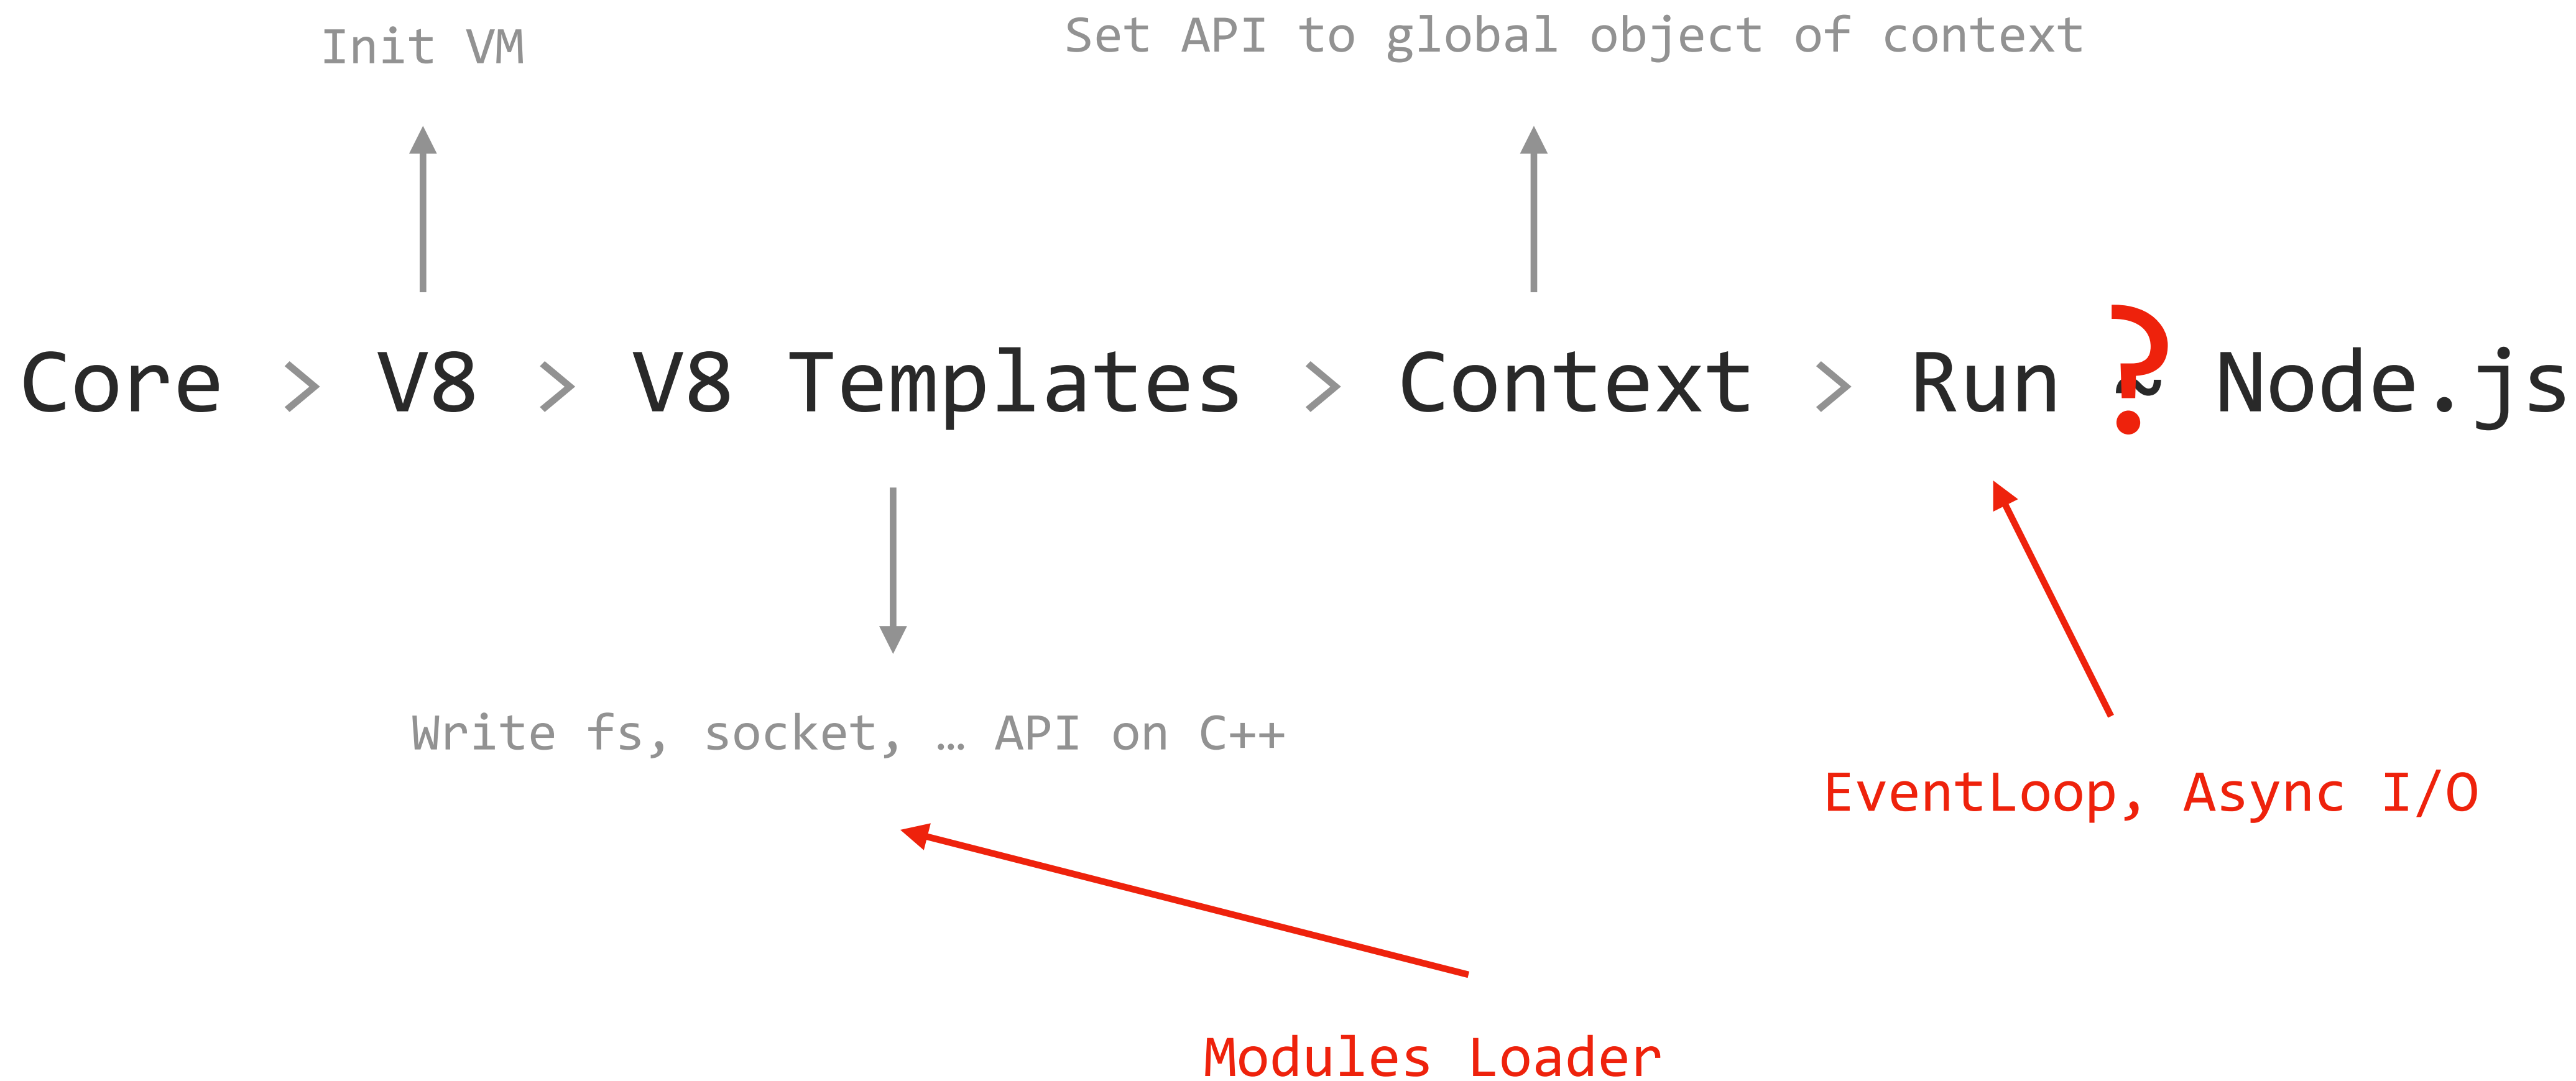 Init VM
Set API to global object of context
Core > V8 > V8 Templates > Context > Run ~ Node.js
?
Write fs, socket, … API on C++
EventLoop, Async I/O
Modules Loader